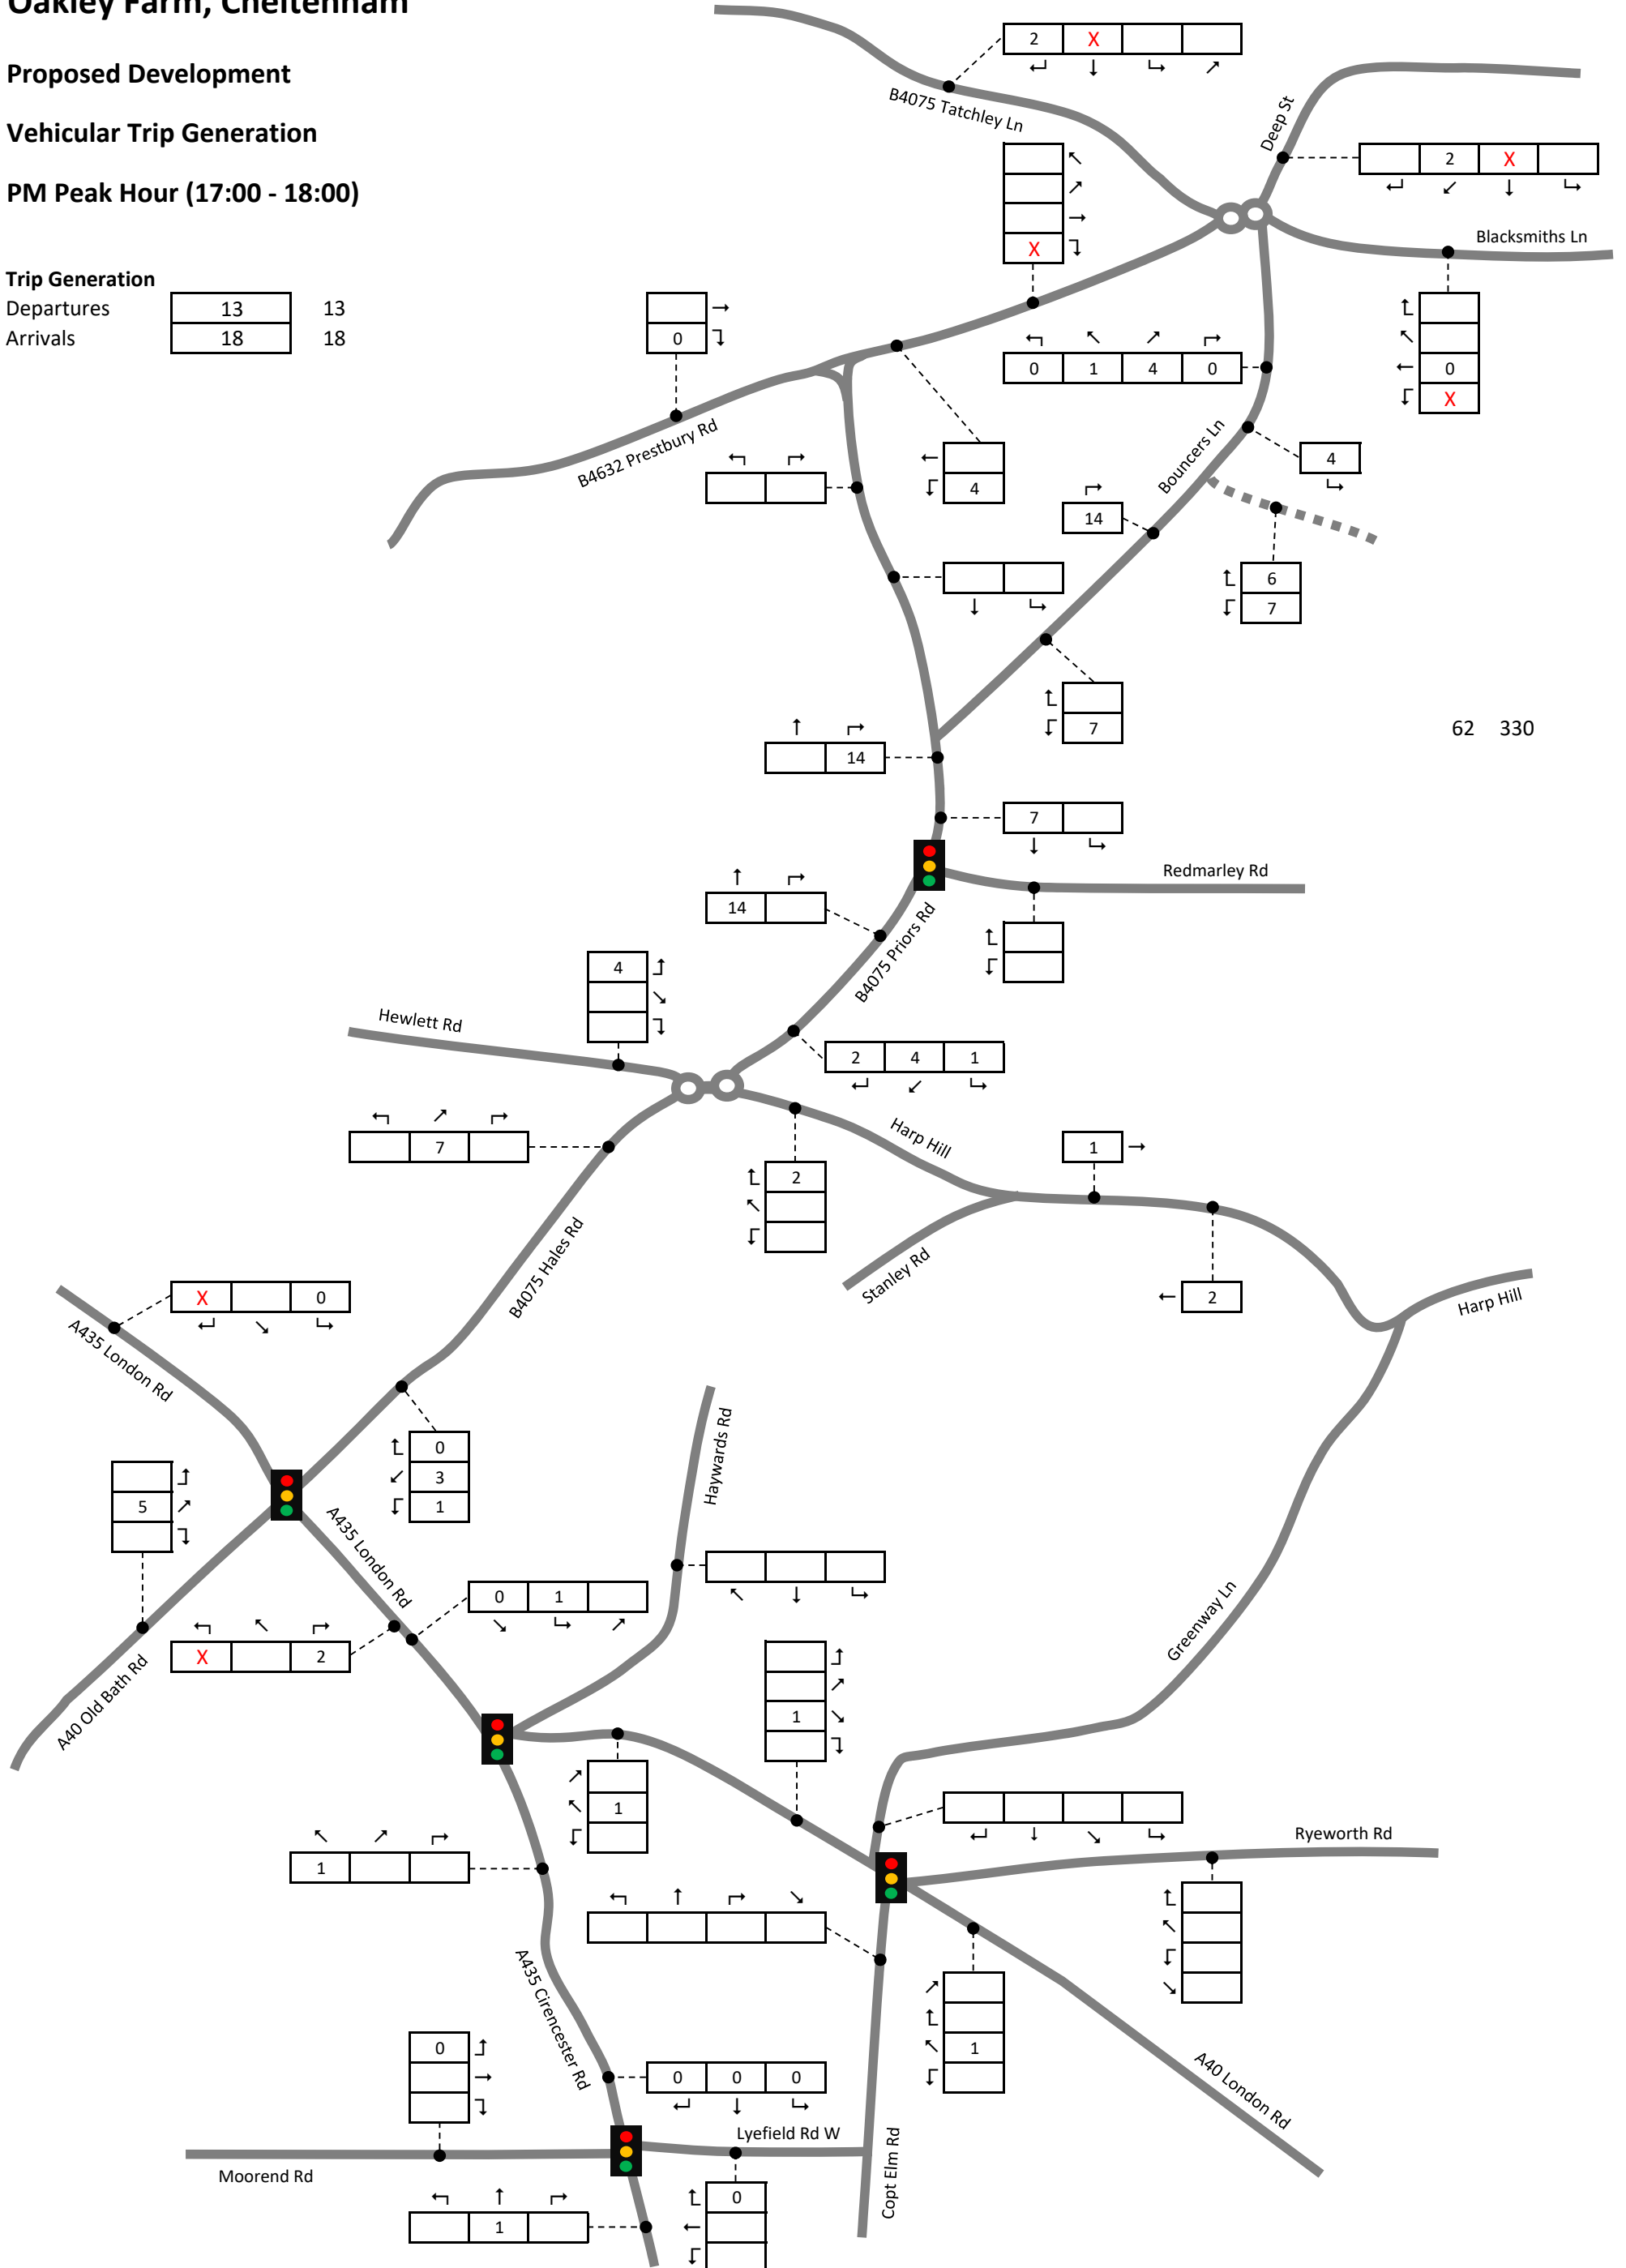 Oakley Farm, Cheltenham
Proposed Development
Vehicular Trip Generation
PM Peak Hour (17:00 - 18:00)
Trip Generation
Departures 13 13
Arrivals 18 18
2 X
B4075 Tatchley Ln
Deep St
2 X
X
Blacksmiths Ln
0
X
0
B4632 Prestbury Rd
0 1 4 0
4
Bouncers Ln
4
14
6
7
7
62 330
14
7
Redmarley Rd
14
B4075 Priors Rd
4
Hewlett Rd
2 4 1
7
2
Harp Hill
1
Stanley Rd
2
Harp Hill
B4075 Hales Rd
X 0
A435 London Rd
0
3
1
5
Haywards Rd
A435 London Rd
0 1
X 2
A40 Old Bath Rd
Greenway Ln
1
1
1
Ryeworth Rd
1
A435 Cirencester Rd
0
0 0 0
A40 London Rd
Lyefield Rd W
Copt Elm Rd
Moorend Rd
0
1